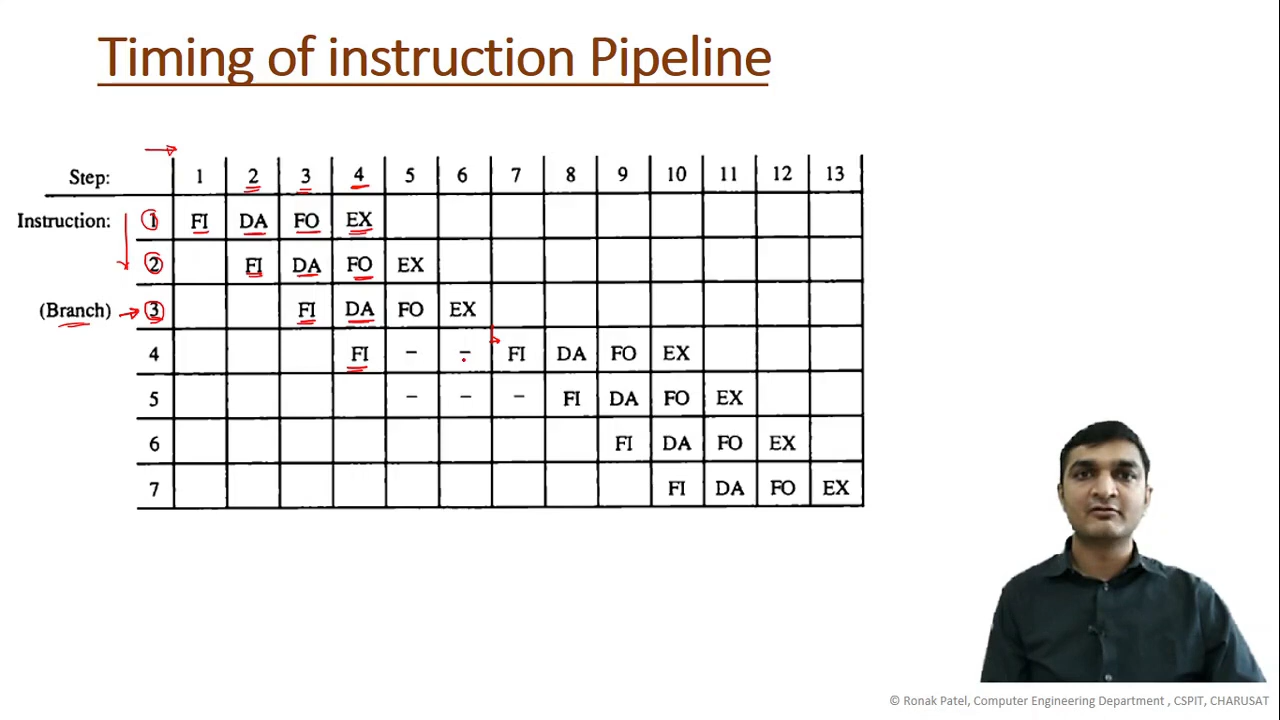 Timing of instruction Pipeline
Step: 1 2 3 4 5 6 7 8 9 10 11 12 13
Instruction: 1 FI DA FO EX
2 FI DA FO EX
(Branch) 3 FI DA FO EX
4 FI – – FI DA FO EX
5 – – – FI DA FO EX
6 FI DA FO EX
7 FI DA FO EX
© Ronak Patel, Computer Engineering Department , CSPIT, CHARUSAT